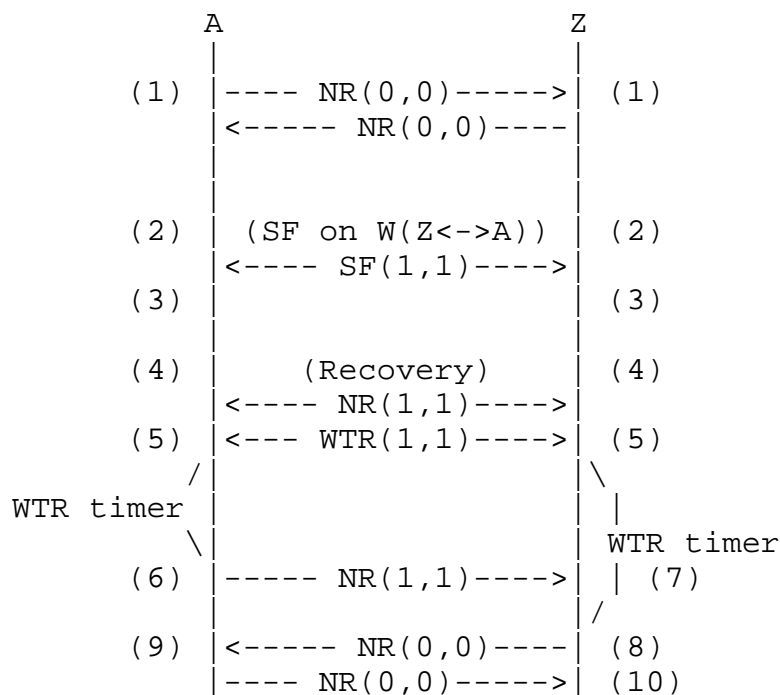 A                       Z
                |                       |
           (1)  |---- NR(0,0)----->|  (1)
                |<----- NR(0,0)----|
                |                       |
                |                       |
           (2)  | (SF on W(Z<->A)) |  (2)
                |<---- SF(1,1)---->|
           (3)  |                  |  (3)
                |                       |
           (4)  |    (Recovery)    |  (4)
                |<---- NR(1,1)---->|
           (5)  |<--- WTR(1,1)---->|  (5)
               /|                  |\
     WTR timer  |                  | |
               \|                  | WTR timer
           (6)  |----- NR(1,1)---->| | (7)
                |                  |/
           (9)  |<----- NR(0,0)----|  (8)
                |---- NR(0,0)----->|  (10)